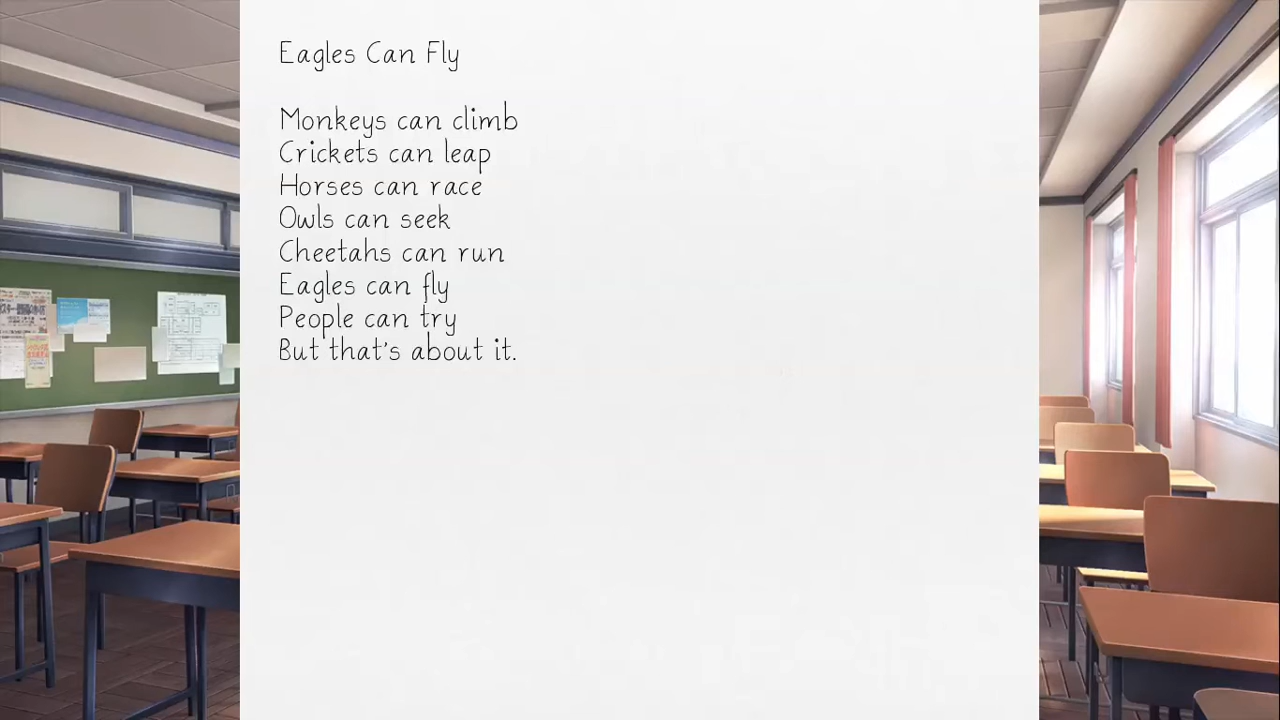 Eagles Can Fly
Monkeys can climb
Crickets can leap
Horses can race
Owls can seek
Cheetahs can run
Eagles can fly
People can try
But that's about it.